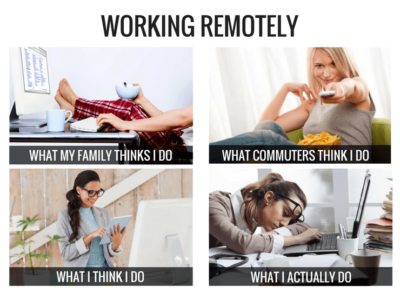 WORKING REMOTELY
WHAT MY FAMILY THINKS I DO
WHAT COMMUTERS THINK I DO
WHAT I THINK I DO
WHAT I ACTUALLY DO